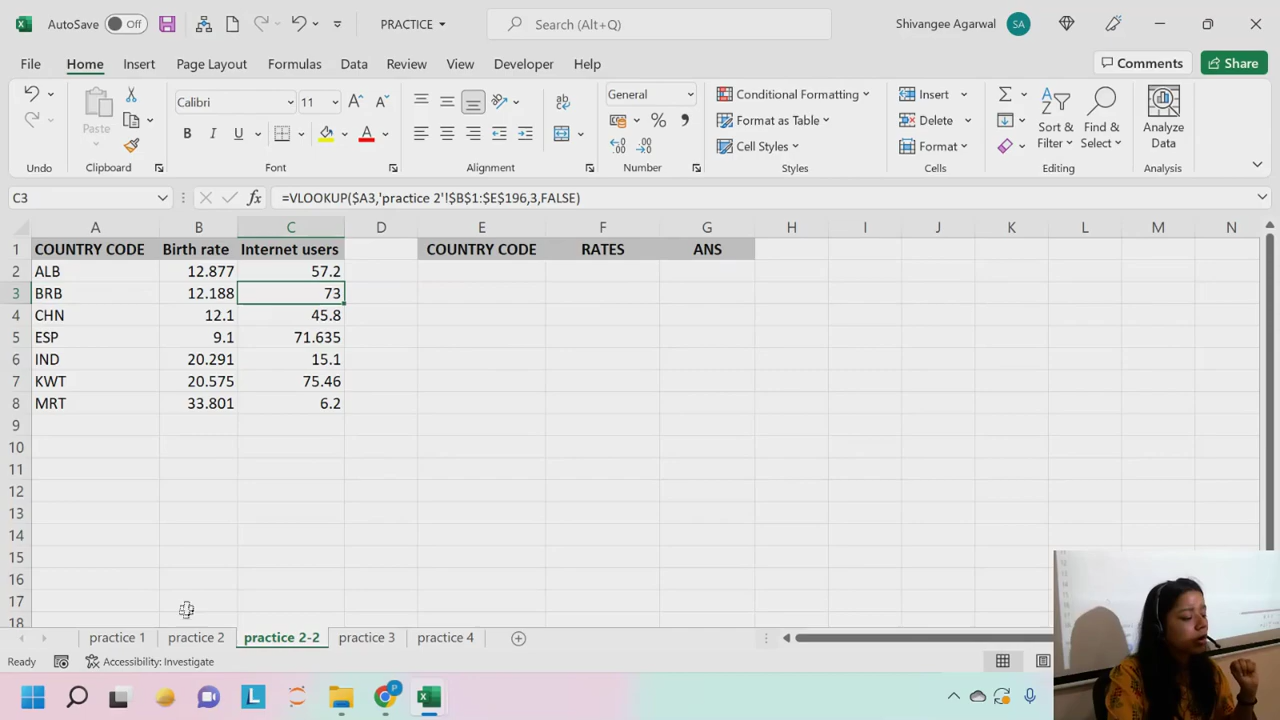 AutoSave Off PRACTICE Search (Alt+Q) Shivangee Agarwal SA
File Home Insert Page Layout Formulas Data Review View Developer Help Comments Share
Calibri 11 General Conditional Formatting Insert
Paste B I U A Format as Table Delete Sort & Find & Analyze
Cell Styles Format Filter Select Data
Undo Clipboard Font Alignment Number Styles Cells Editing Analysis
C3 fx =VLOOKUP($A3,'practice 2'!$B$1:$E$196,3,FALSE)
A B C D E F G H I J K L M N
1 COUNTRY CODE Birth rate Internet users COUNTRY CODE RATES ANS
2 ALB 12.877 57.2
3 BRB 12.188 73
4 CHN 12.1 45.8
5 ESP 9.1 71.635
6 IND 20.291 15.1
7 KWT 20.575 75.46
8 MRT 33.801 6.2
9
10
11
12
13
14
15
16
17
18
practice 1 practice 2 practice 2-2 practice 3 practice 4
Ready Accessibility: Investigate